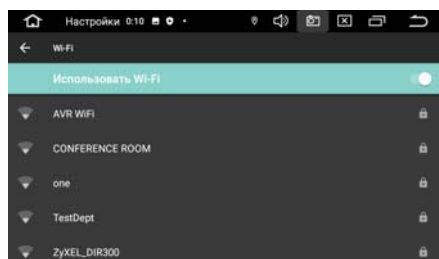 Настройки 0:10
Wi-Fi
Использовать Wi-Fi
AVR WiFi
CONFERENCE ROOM
one
TestDept
ZyXEL_DIR300